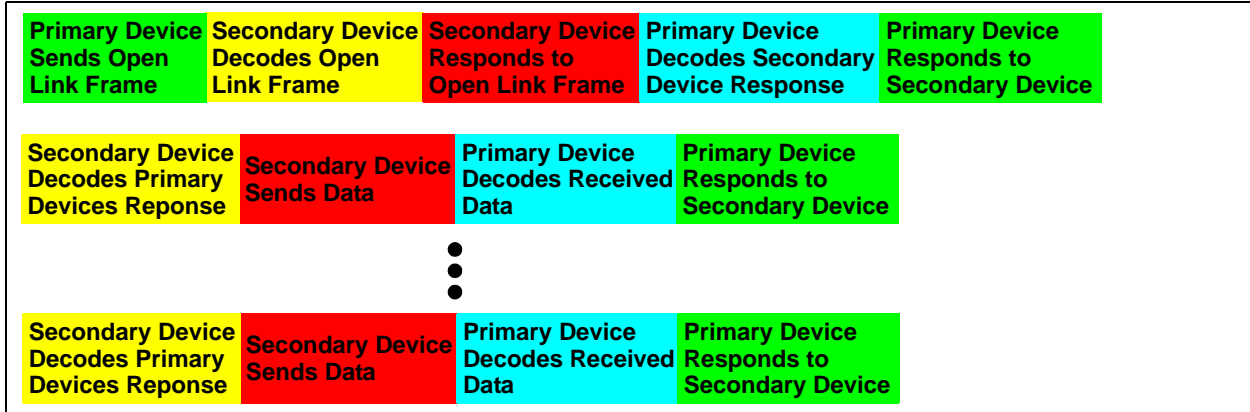 Primary Device
Sends Open
Link Frame
Secondary Device
Decodes Open
Link Frame
Secondary Device
Responds to
Open Link Frame
Primary Device
Decodes Secondary
Device Response
Primary Device
Responds to
Secondary Device
Secondary Device
Decodes Primary
Devices Reponse
Secondary Device
Sends Data
Primary Device
Decodes Received
Data
Primary Device
Responds to
Secondary Device
Secondary Device
Decodes Primary
Devices Reponse
Secondary Device
Sends Data
Primary Device
Decodes Received
Data
Primary Device
Responds to
Secondary Device